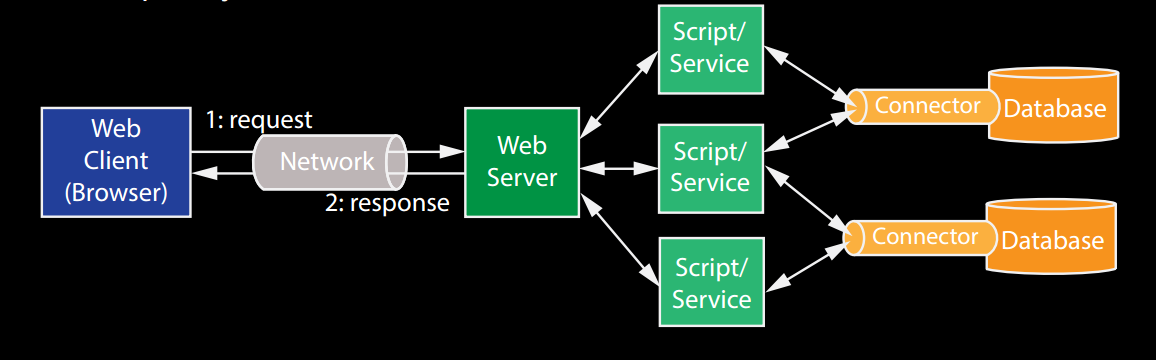 Web
Client
(Browser)
1: request
Network
2: response
Web
Server
Script/
Service
Script/
Service
Script/
Service
Connector
Database
Connector
Database